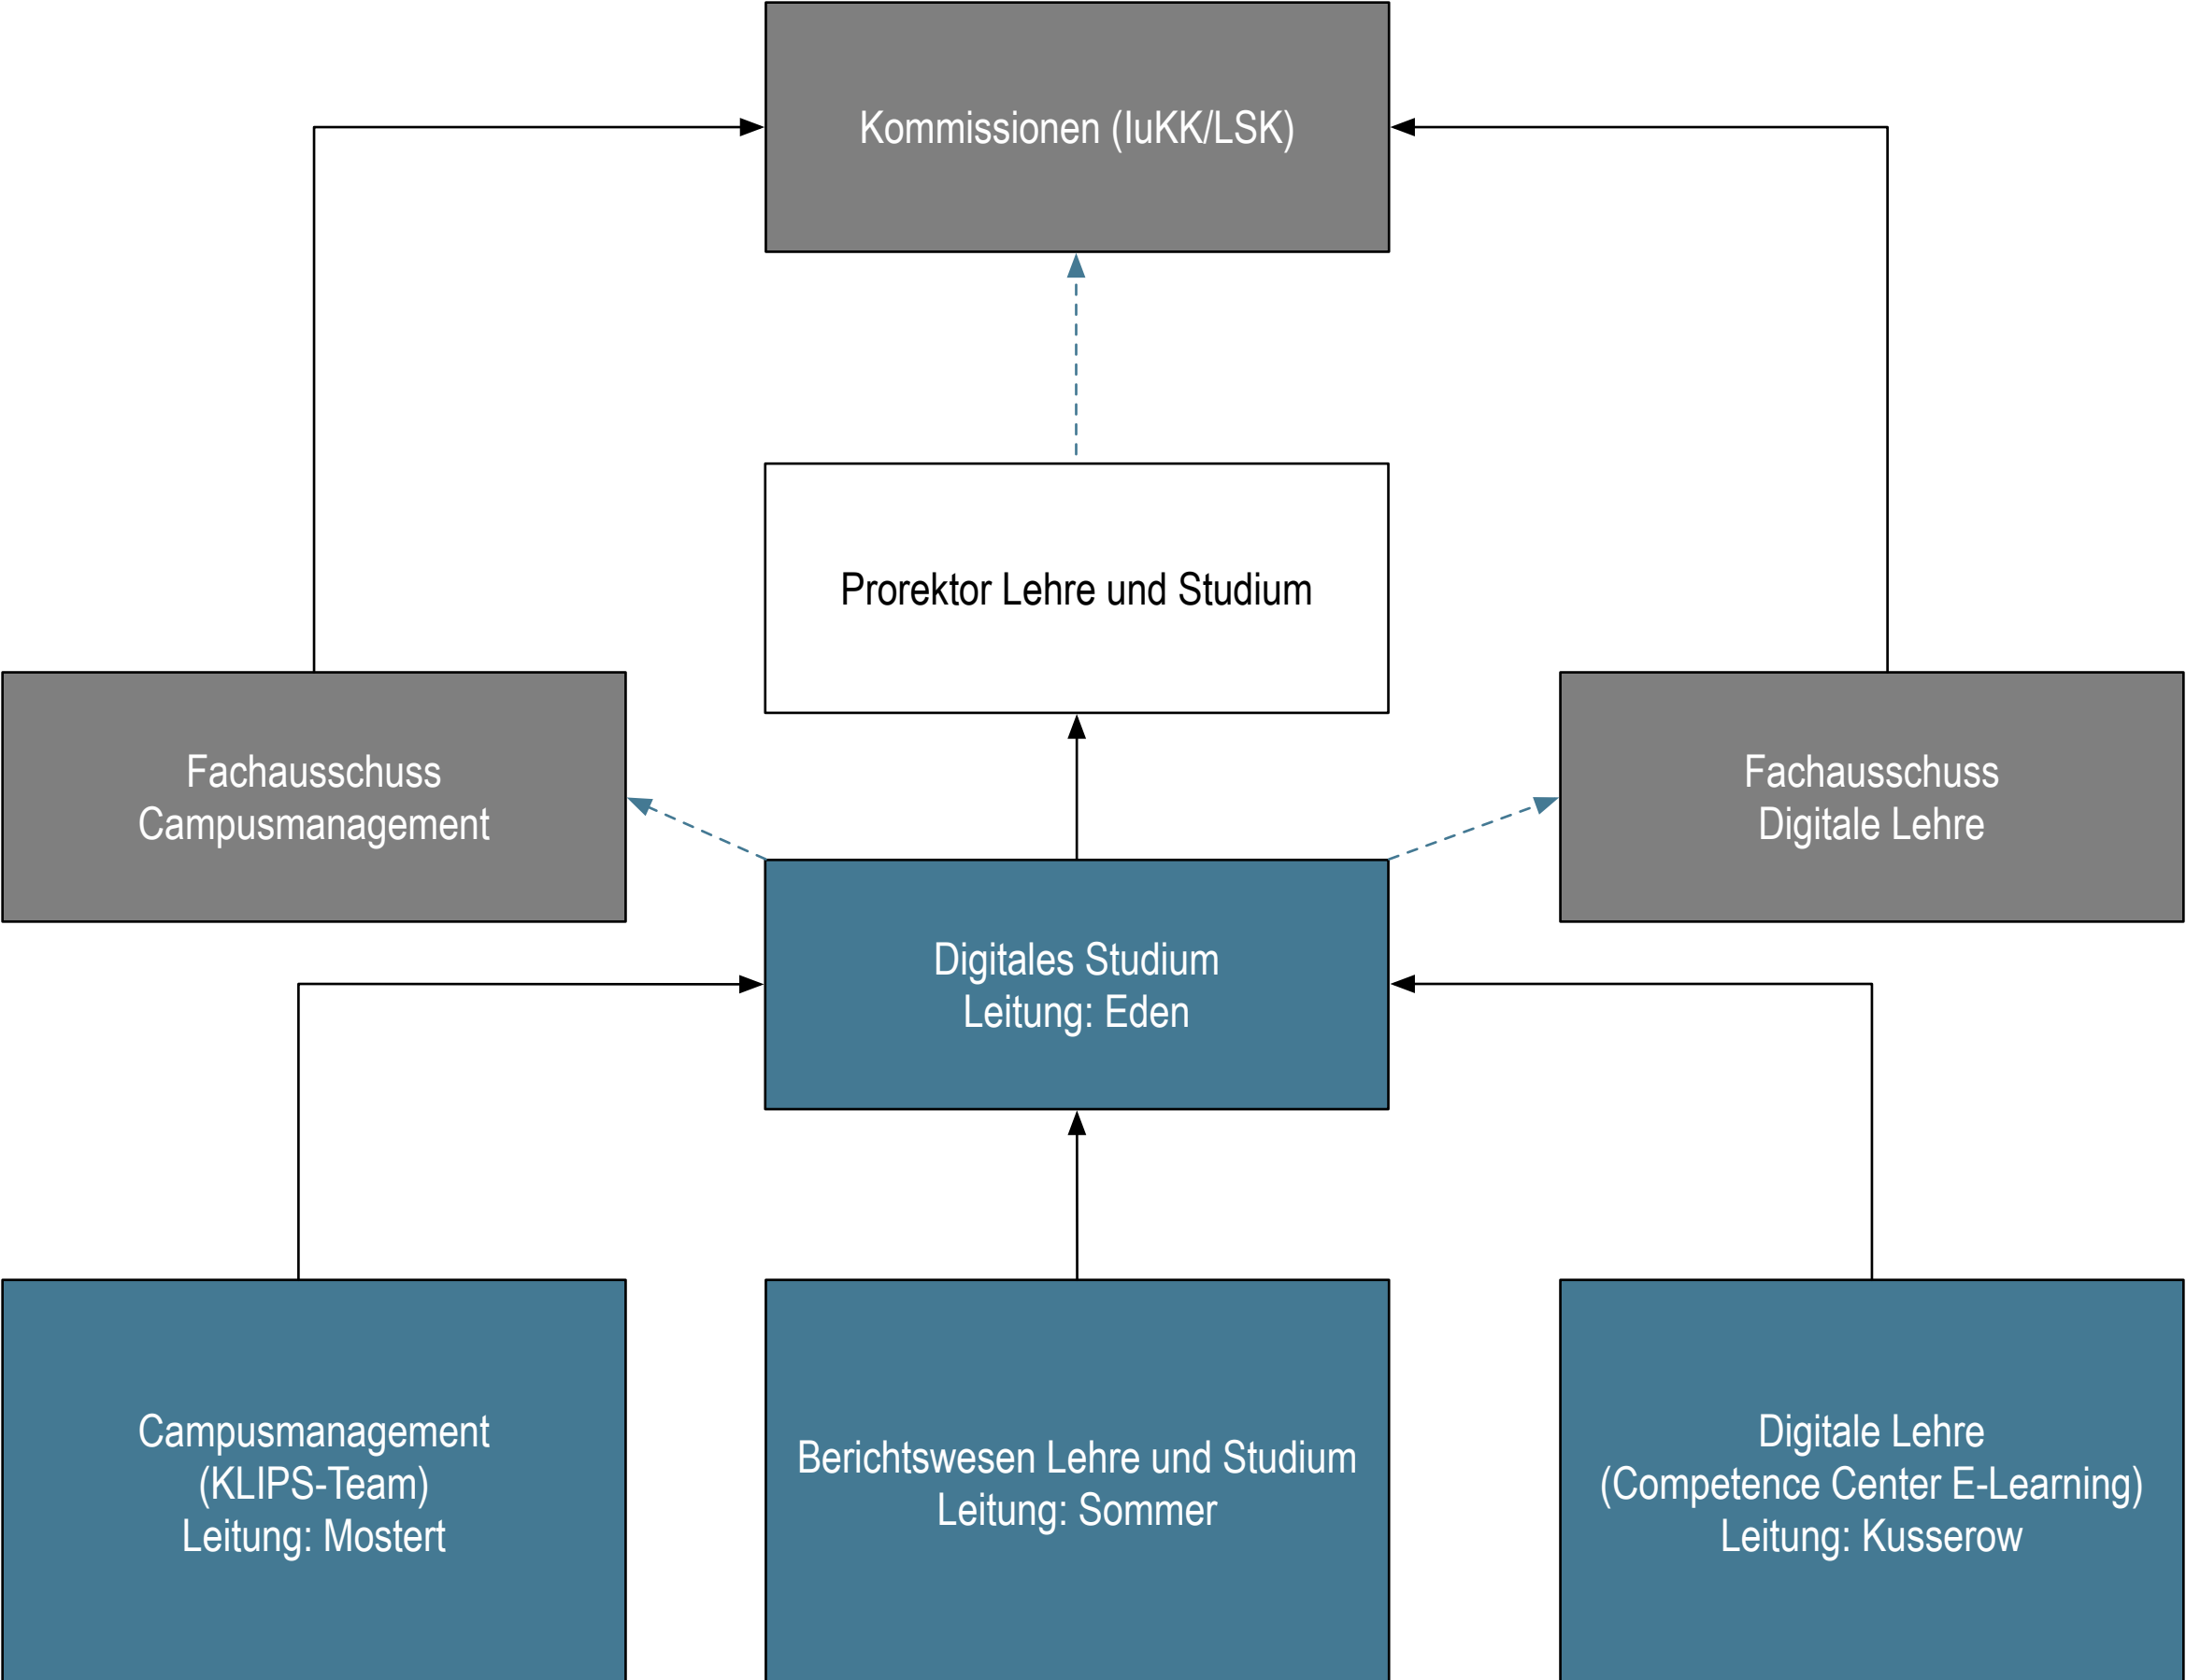 Kommissionen (IuKK/LSK)
Prorektor Lehre und Studium
Fachausschuss
Campusmanagement
Fachausschuss
Digitale Lehre
Digitales Studium
Leitung: Eden
Campusmanagement
(KLIPS-Team)
Leitung: Mostert
Berichtswesen Lehre und Studium
Leitung: Sommer
Digitale Lehre
(Competence Center E-Learning)
Leitung: Kusserow